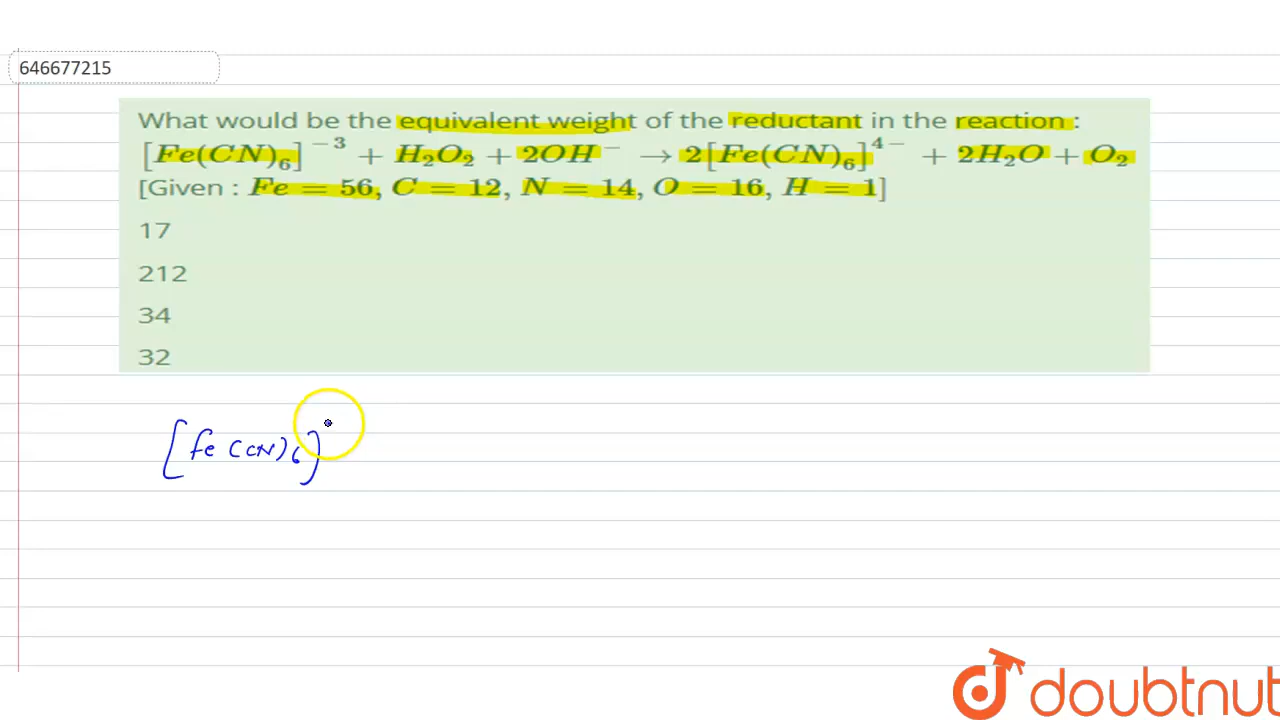 646677215
What would be the equivalent weight of the reductant in the reaction :
[Fe(CN)₆]⁻³ + H₂O₂ + 2OH⁻ → 2[Fe(CN)₆]⁴⁻ + 2H₂O + O₂
[Given : Fe = 56, C = 12, N = 14, O = 16, H = 1]
17
212
34
32
[Fe (CN)₆]
doubtnut